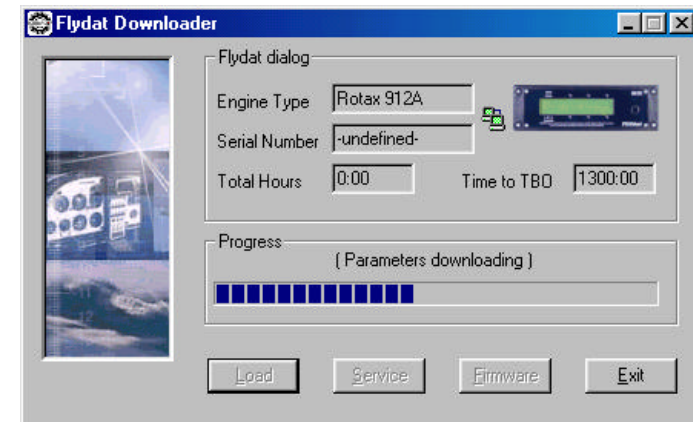 Flydat Downloader
Flydat dialog
Engine Type Rotax 912A
Serial Number -undefined-
Total Hours 0:00 Time to TBO 1300:00
Progress
( Parameters downloading )
Load Service Firmware Exit